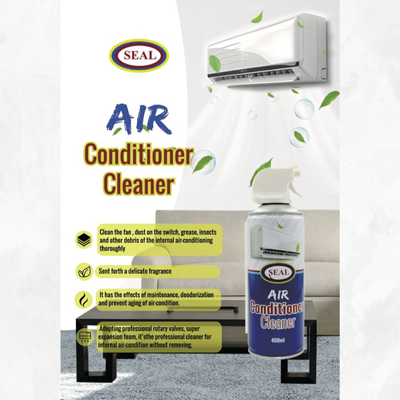 SEAL
AIR
Conditioner
Cleaner
Clean the fan , dust on the switch, grease, insects
and other debris of the internal air-conditioning
thoroughly
Sent forth a delicate fragrance
It has the effects of maintenance, deodorization
and prevent aging of air-condition.
Adopting professional rotary valves, super
expansion foam, it'sthe professional cleaner for
internal air-condition without removing.
SEAL
AIR
Conditioner
Cleaner
400ml